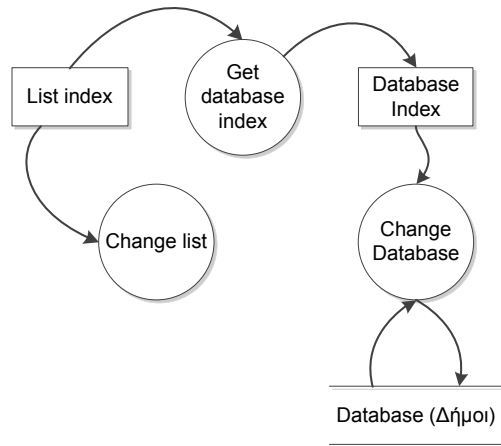 List index
Get
database
index
Database
Index
Change list
Change
Database
Database (Δήμοι)